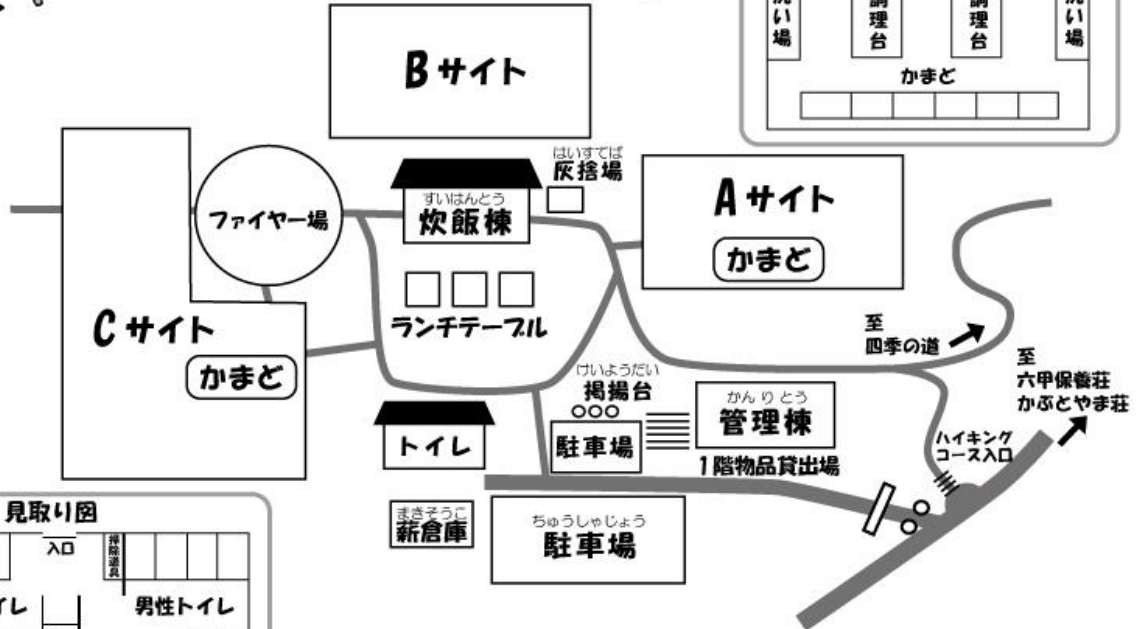 い場
調理台
調理台
い場
かまど
Bサイト
はいすてば
灰捨場
Aサイト
かまど
ファイヤー場
すいはんとう
炊飯棟
ランチテーブル
Cサイト
かまど
至
四季の道
至
六甲保養荘
かぶとやま荘
けいようだい
掲揚台
かんりとう
管理棟
トイレ
駐車場
1階物品貸出場
ハイキング
コース入口
まきそうこ
薪倉庫
ちゅうしゃじょう
駐車場
見取り図
入口
掃除道具
イレ
男性トイレ